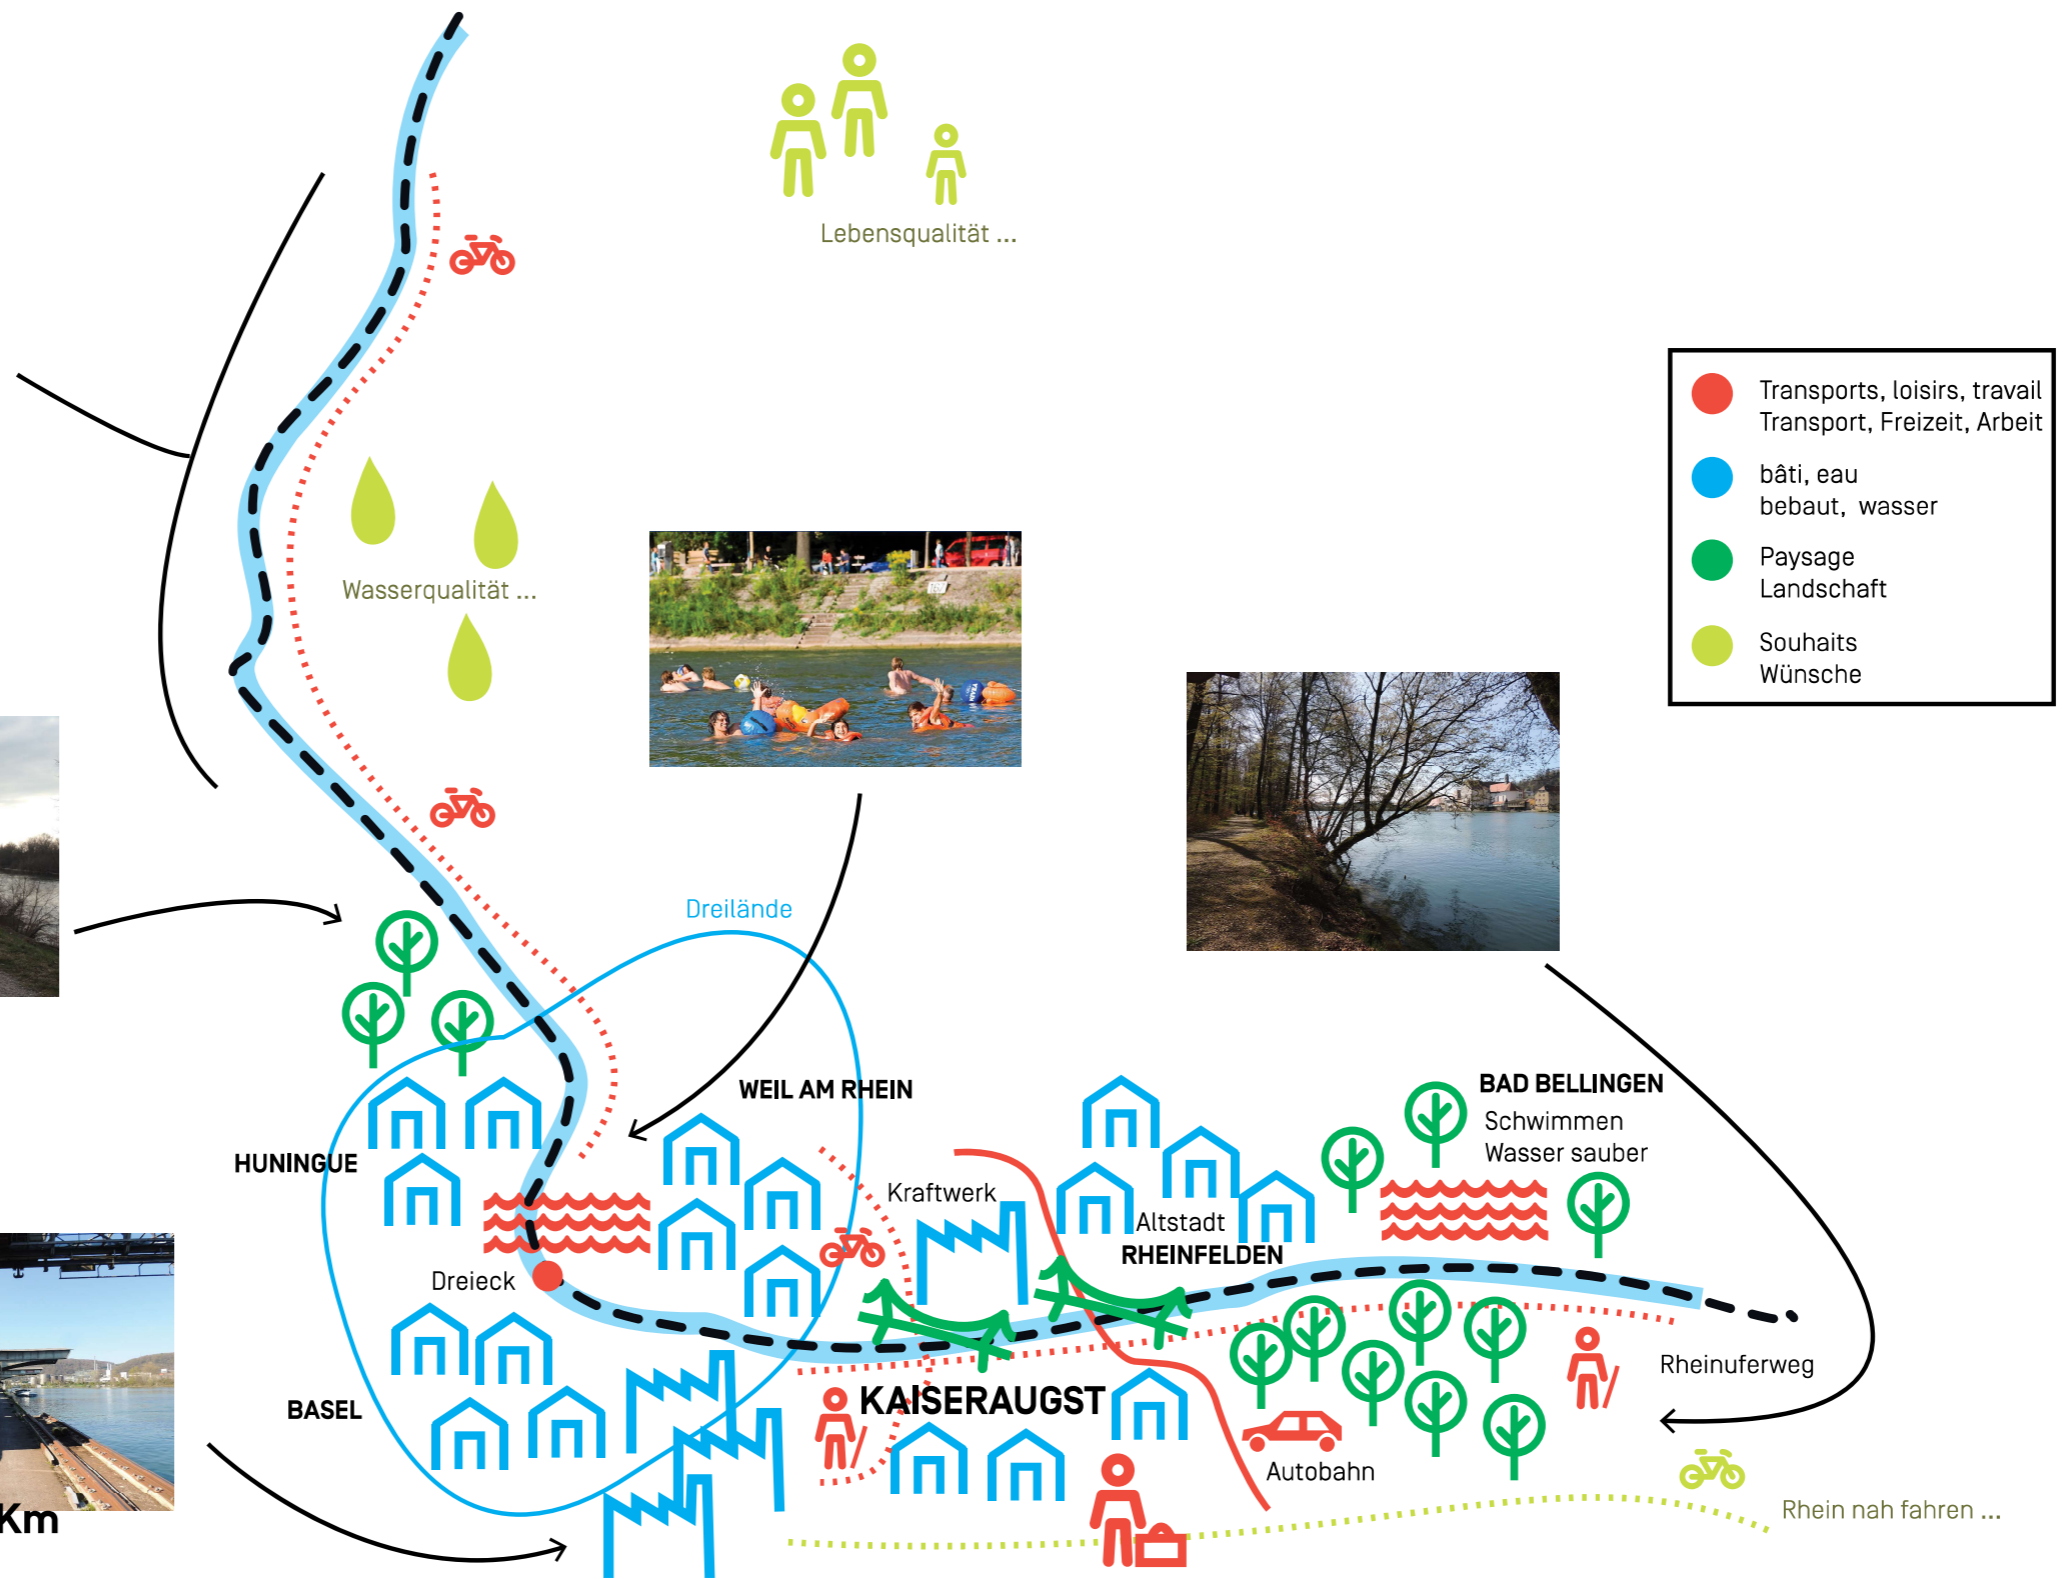 Lebensqualität ...
Transports, loisirs, travail
Transport, Freizeit, Arbeit
bâti, eau
bebaut, wasser
Paysage
Landschaft
Souhaits
Wünsche
Wasserqualität ...
Dreilände
WEIL AM RHEIN
BAD BELLINGEN
Schwimmen
Wasser sauber
HUNINGUE
Kraftwerk
Altstadt
RHEINFELDEN
Dreieck
Rheinuferweg
KAISERAUGST
BASEL
Autobahn
Rhein nah fahren ...
Km